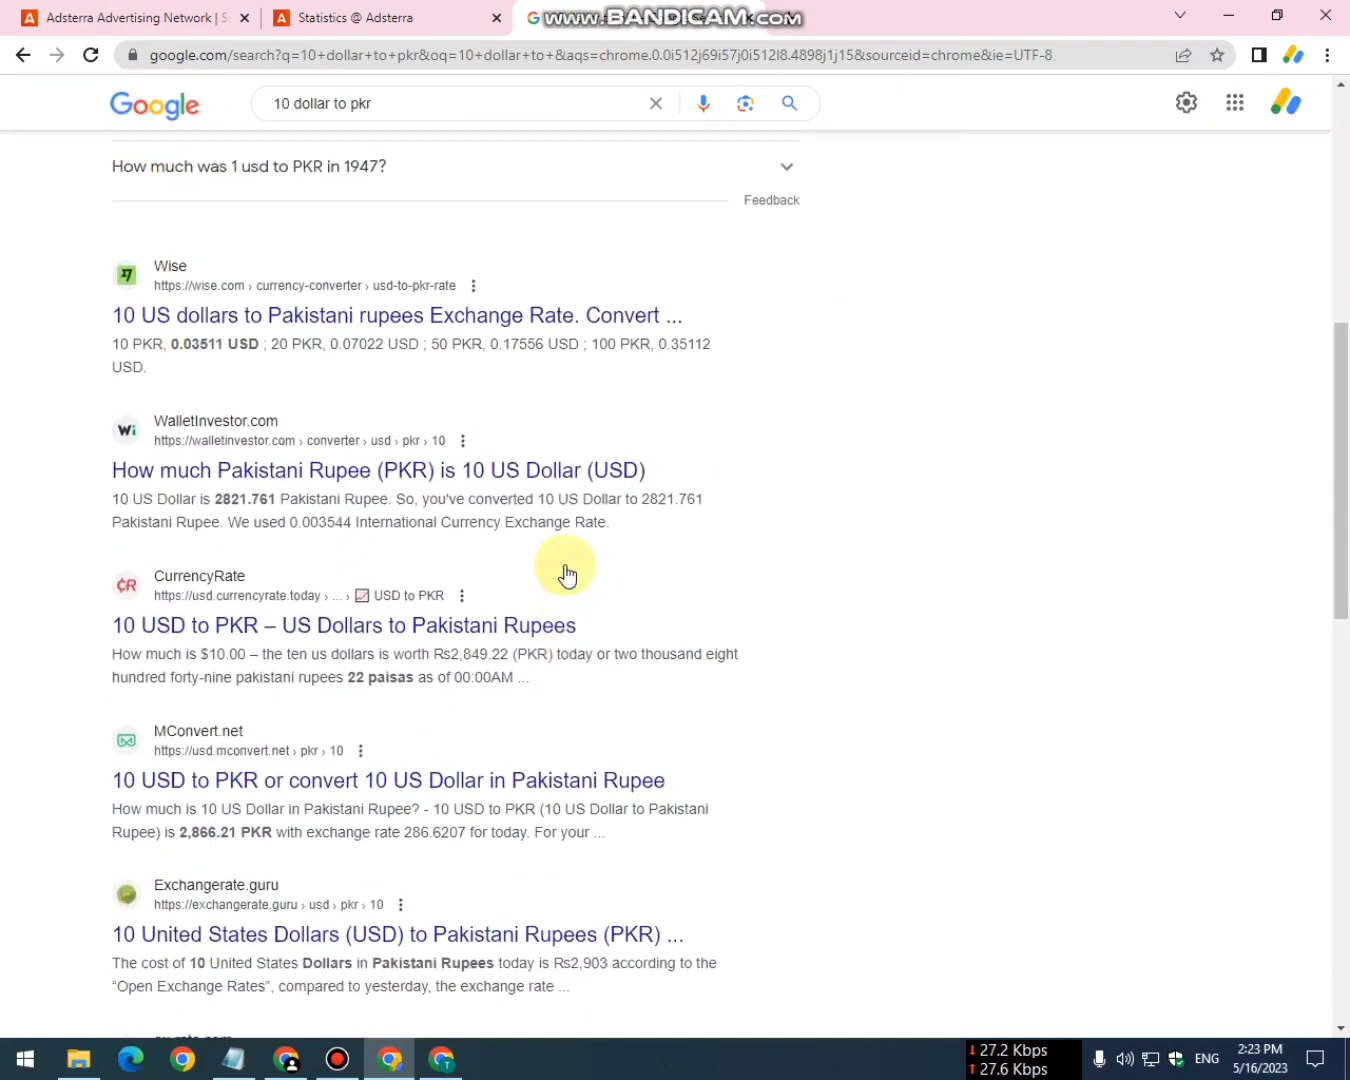 Adsterra Advertising Network | S
Statistics @ Adsterra
www.BANDICAM.com
google.com/search?q=10+dollar+to+pkr&oq=10+dollar+to+&aqs=chrome.0.0i512j69i57j0i512l8.4898j1j15&sourceid=chrome&ie=UTF-8
Google
10 dollar to pkr
How much was 1 usd to PKR in 1947?
Feedback
Wise
https://wise.com › currency-converter › usd-to-pkr-rate
10 US dollars to Pakistani rupees Exchange Rate. Convert ...
10 PKR, 0.03511 USD ; 20 PKR, 0.07022 USD ; 50 PKR, 0.17556 USD ; 100 PKR, 0.35112
USD.
WalletInvestor.com
https://walletinvestor.com › converter › usd › pkr › 10
How much Pakistani Rupee (PKR) is 10 US Dollar (USD)
10 US Dollar is 2821.761 Pakistani Rupee. So, you've converted 10 US Dollar to 2821.761
Pakistani Rupee. We used 0.003544 International Currency Exchange Rate.
CurrencyRate
https://usd.currencyrate.today › ... › USD to PKR
10 USD to PKR – US Dollars to Pakistani Rupees
How much is $10.00 – the ten us dollars is worth ₨2,849.22 (PKR) today or two thousand eight
hundred forty-nine pakistani rupees 22 paisas as of 00:00AM ...
MConvert.net
https://usd.mconvert.net › pkr › 10
10 USD to PKR or convert 10 US Dollar in Pakistani Rupee
How much is 10 US Dollar in Pakistani Rupee? - 10 USD to PKR (10 US Dollar to Pakistani
Rupee) is 2,866.21 PKR with exchange rate 286.6207 for today. For your ...
Exchangerate.guru
https://exchangerate.guru › usd › pkr › 10
10 United States Dollars (USD) to Pakistani Rupees (PKR) ...
The cost of 10 United States Dollars in Pakistani Rupees today is ₨2,903 according to the
“Open Exchange Rates”, compared to yesterday, the exchange rate ...
27.2 Kbps
27.6 Kbps
ENG
2:23 PM
5/16/2023